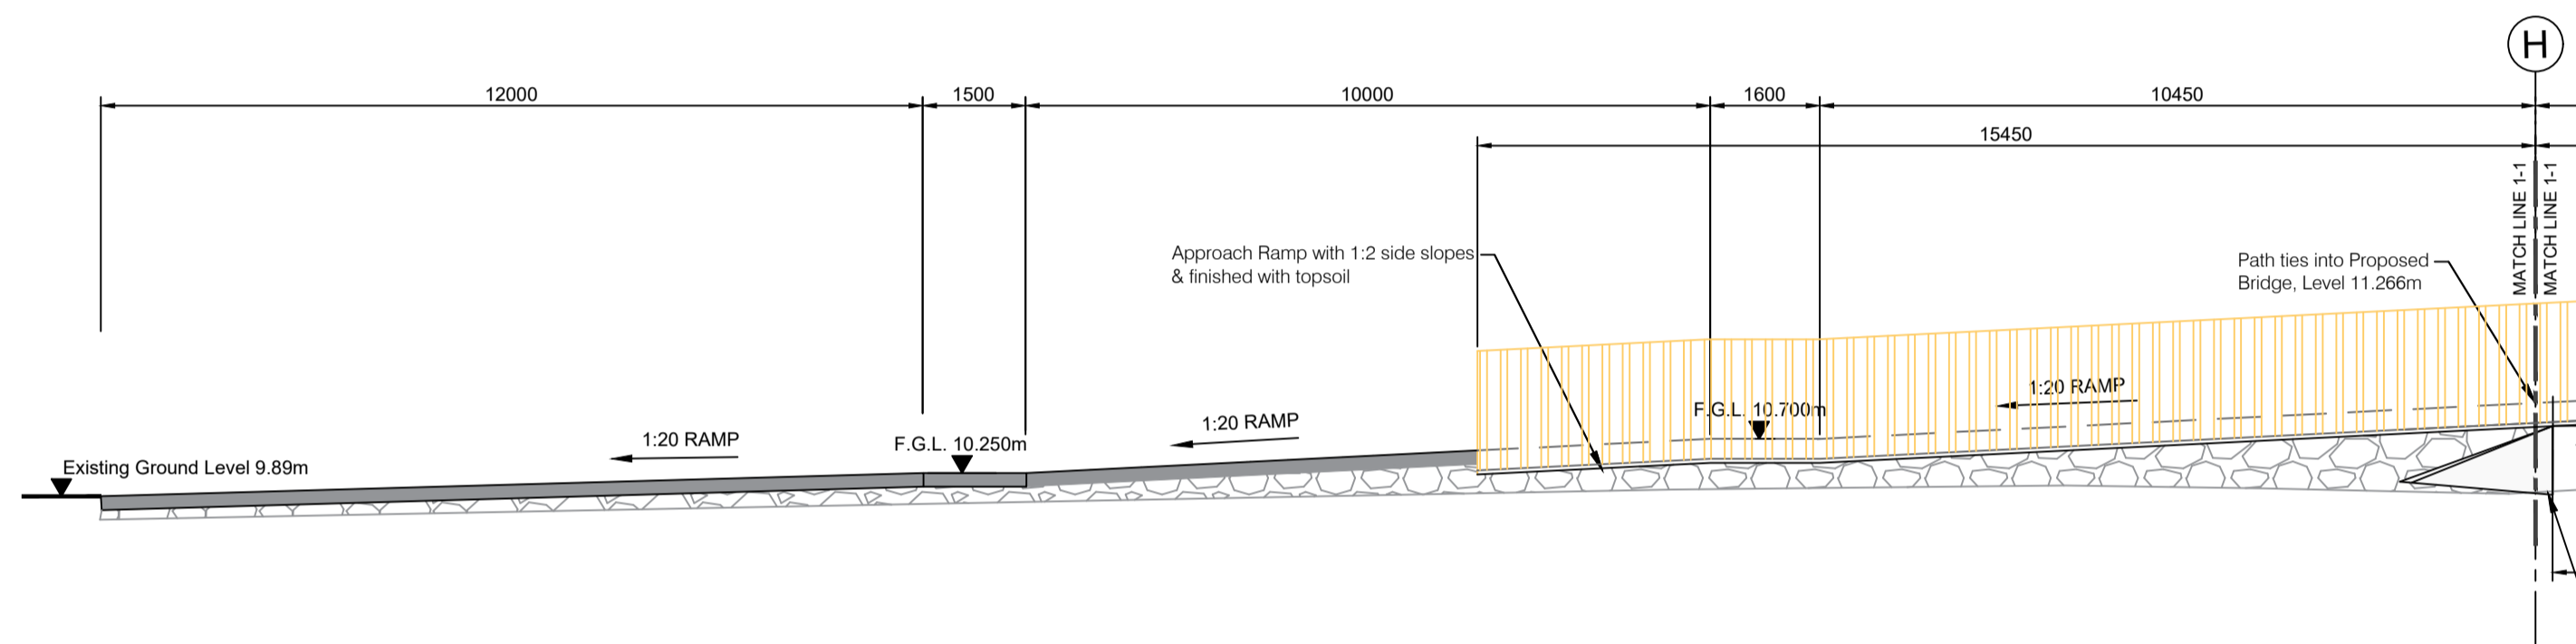 H
12000
1500
10000
1600
10450
15450
MATCH LINE 1-1
MATCH LINE 1-1
Approach Ramp with 1:2 side slopes
& finished with topsoil
Path ties into Proposed
Bridge, Level 11.266m
1:20 RAMP
F.G.L. 10.700m
1:20 RAMP
1:20 RAMP
F.G.L. 10.250m
Existing Ground Level 9.89m